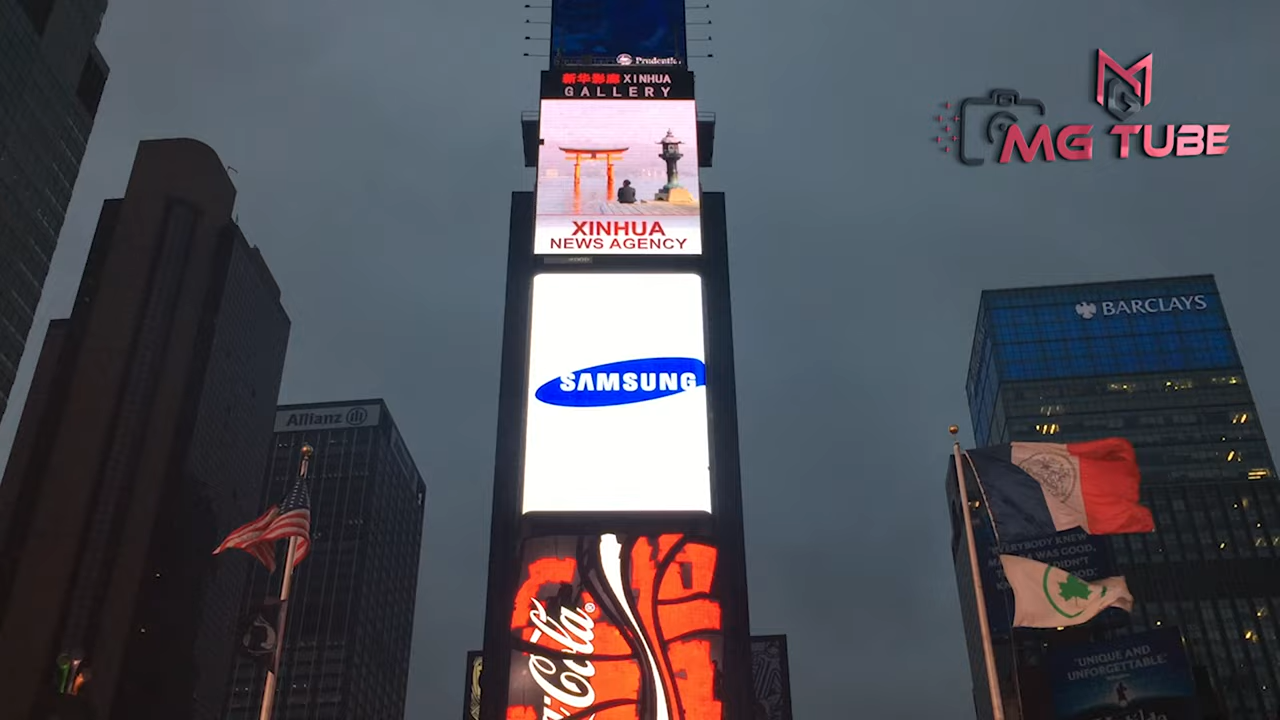 Prudential
新华影廊 XINHUA
GALLERY
XINHUA
NEWS AGENCY
SAMSUNG
Coca-Cola®
MG TUBE
BARCLAYS
Allianz
EVERYBODY KNEW
WAS GOOD,
DIDN'T
"UNIQUE AND
UNFORGETTABLE."